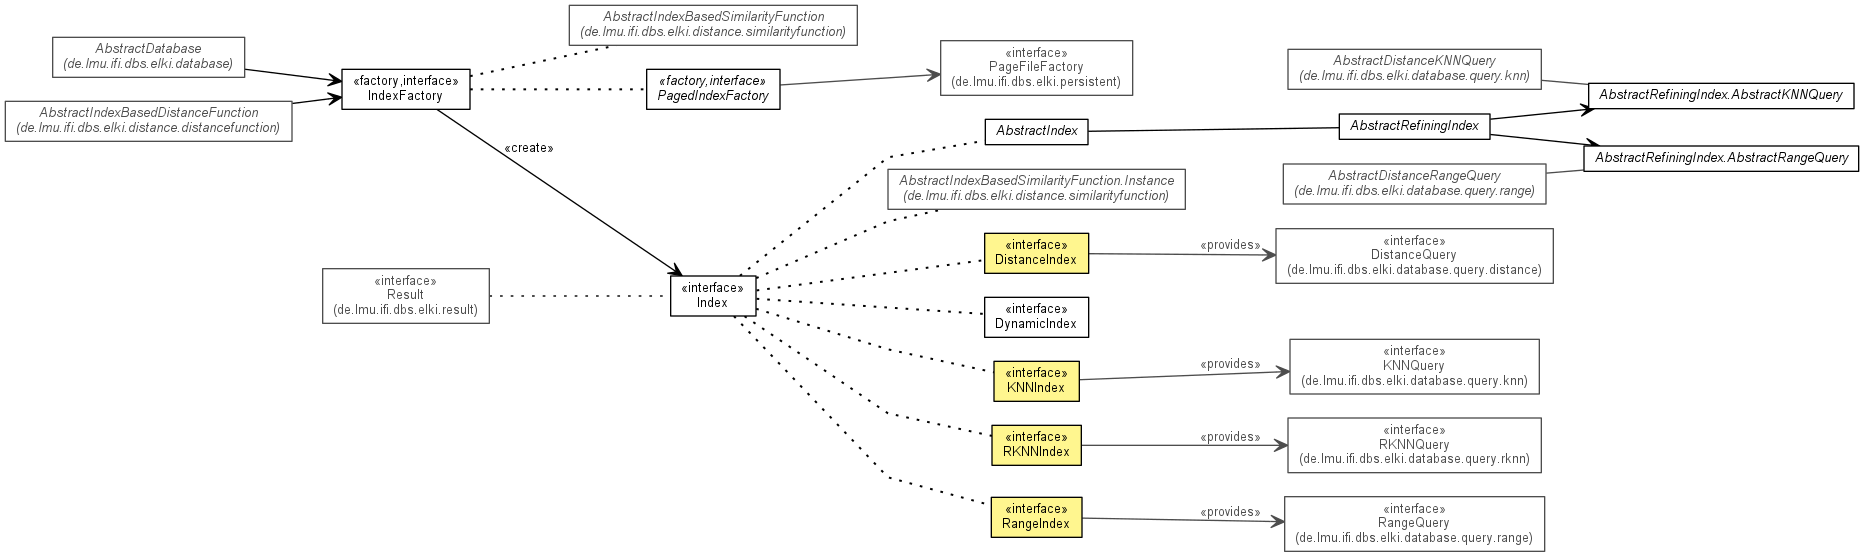 AbstractIndexBasedSimilarityFunction
(de.lmu.ifi.dbs.elki.distance.similarityfunction)
AbstractDatabase
(de.lmu.ifi.dbs.elki.database)
AbstractIndexBasedDistanceFunction
(de.lmu.ifi.dbs.elki.distance.distancefunction)
«factory,interface»
IndexFactory
«factory,interface»
PagedIndexFactory
«interface»
PageFileFactory
(de.lmu.ifi.dbs.elki.persistent)
AbstractDistanceKNNQuery
(de.lmu.ifi.dbs.elki.database.query.knn)
AbstractRefiningIndex.AbstractKNNQuery
AbstractIndex
AbstractRefiningIndex
AbstractRefiningIndex.AbstractRangeQuery
AbstractDistanceRangeQuery
(de.lmu.ifi.dbs.elki.database.query.range)
«create»
AbstractIndexBasedSimilarityFunction.Instance
(de.lmu.ifi.dbs.elki.distance.similarityfunction)
«interface»
DistanceIndex
«provides»
«interface»
DistanceQuery
(de.lmu.ifi.dbs.elki.database.query.distance)
«interface»
Result
(de.lmu.ifi.dbs.elki.result)
«interface»
Index
«interface»
DynamicIndex
«interface»
KNNIndex
«provides»
«interface»
KNNQuery
(de.lmu.ifi.dbs.elki.database.query.knn)
«interface»
RKNNIndex
«provides»
«interface»
RKNNQuery
(de.lmu.ifi.dbs.elki.database.query.rknn)
«interface»
RangeIndex
«provides»
«interface»
RangeQuery
(de.lmu.ifi.dbs.elki.database.query.range)